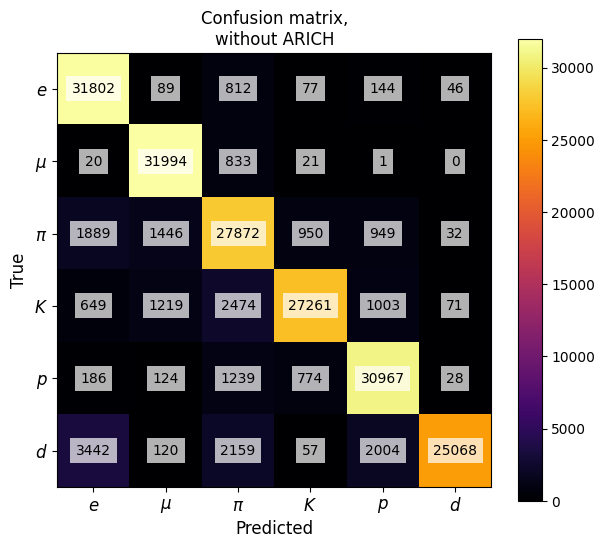 Confusion matrix,
without ARICH
e 31802 89 812 77 144 46
μ 20 31994 833 21 1 0
π 1889 1446 27872 950 949 32
K 649 1219 2474 27261 1003 71
p 186 124 1239 774 30967 28
d 3442 120 2159 57 2004 25068
e μ π K p d
True
Predicted
30000
25000
20000
15000
10000
5000
0